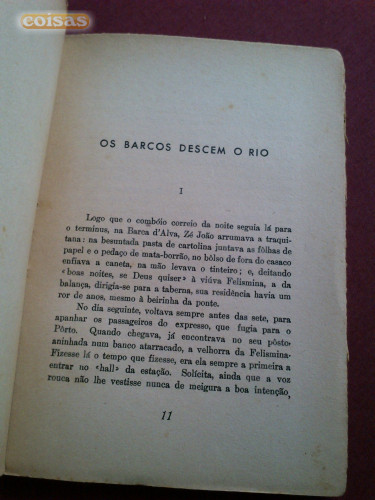 coisas
OS BARCOS DESCEM O RIO
I
Logo que o combóio correio da noite seguia lá para
o terminus, na Barca d'Alva, Zé João arrumava a traqui-
tana: na besuntada pasta de cartolina juntava as fôlhas de
papel e o pedaço de mata-borrão, no bôlso de fora do casaco
enfiava a caneta, na mão levava o tinteiro; e, deitando
«boas noites, se Deus quiser» à viúva Felismina, a da
balança, dirigia-se para a taberna, sua residência havia um
ror de anos, mesmo à beirinha da ponte.
No dia seguinte, voltava sempre antes das sete, para
apanhar os passageiros do expresso, que fugia para o
Pôrto. Quando chegava, já encontrava no seu pôsto-
aninhada num banco atarracado, a velhorra da Felismina-
Fizesse lá o tempo que fizesse, era ela sempre a primeira a
entrar no «hall» da estação. Solícita, ainda que a voz
rouca não lhe vestisse nunca de meigura a boa intenção,
11